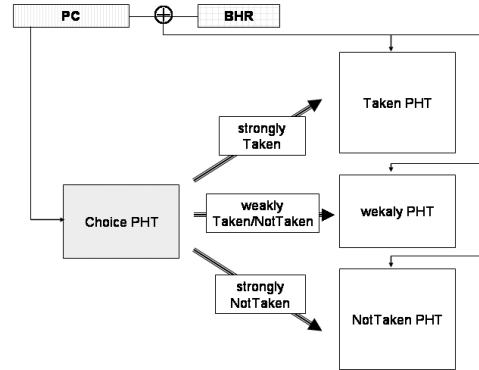 PC
BHR
Taken PHT
strongly
Taken
Choice PHT
weakly
Taken/NotTaken
wekaly PHT
strongly
NotTaken
NotTaken PHT